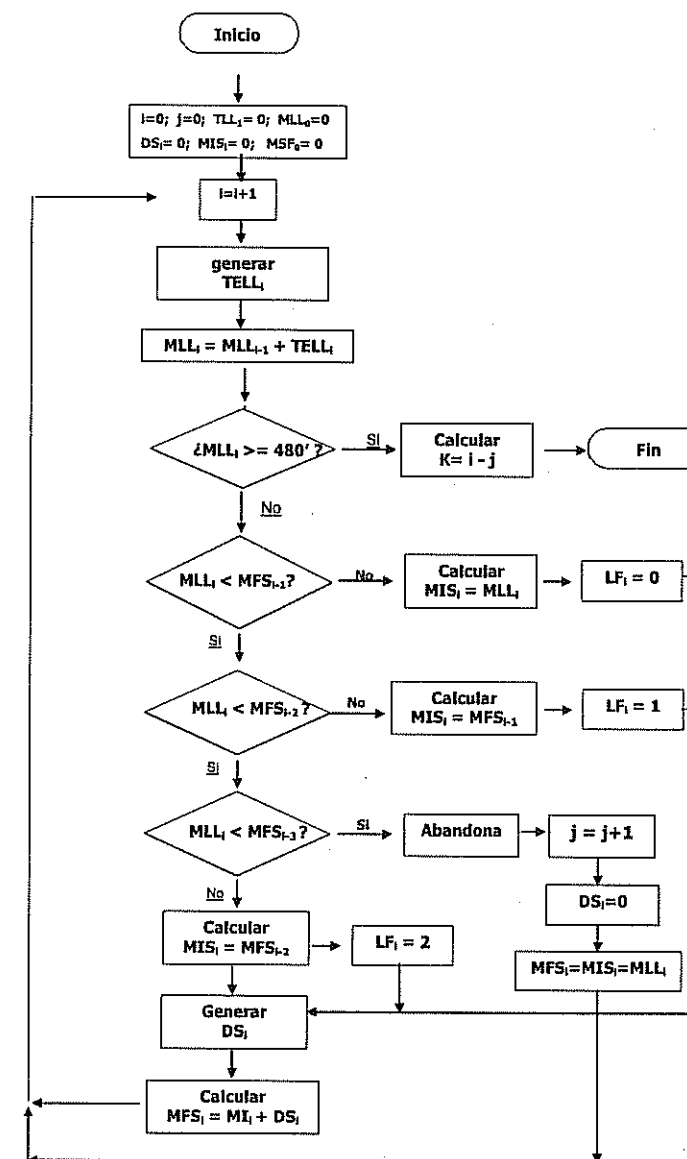 Inicio
i=0; j=0; TLL₁= 0; MLL₀=0
DSᵢ= 0; MISᵢ= 0; MSF₀ = 0
i=i+1
generar
TELLᵢ
MLLᵢ = MLLᵢ₋₁ + TELLᵢ
¿MLLᵢ >= 480' ?
Si
Calcular
K= i - j
Fin
No
MLLᵢ < MFSᵢ₋₁?
No
Calcular
MISᵢ = MLLᵢ
LFᵢ = 0
Si
MLLᵢ < MFSᵢ₋₂?
No
Calcular
MISᵢ = MFSᵢ₋₁
LFᵢ = 1
Si
MLLᵢ < MFSᵢ₋₃?
Si
Abandona
j = j+1
No
DSᵢ=0
Calcular
MISᵢ = MFSᵢ₋₂
LFᵢ = 2
MFSᵢ=MISᵢ=MLLᵢ
Generar
DSᵢ
Calcular
MFSᵢ = MIᵢ + DSᵢ